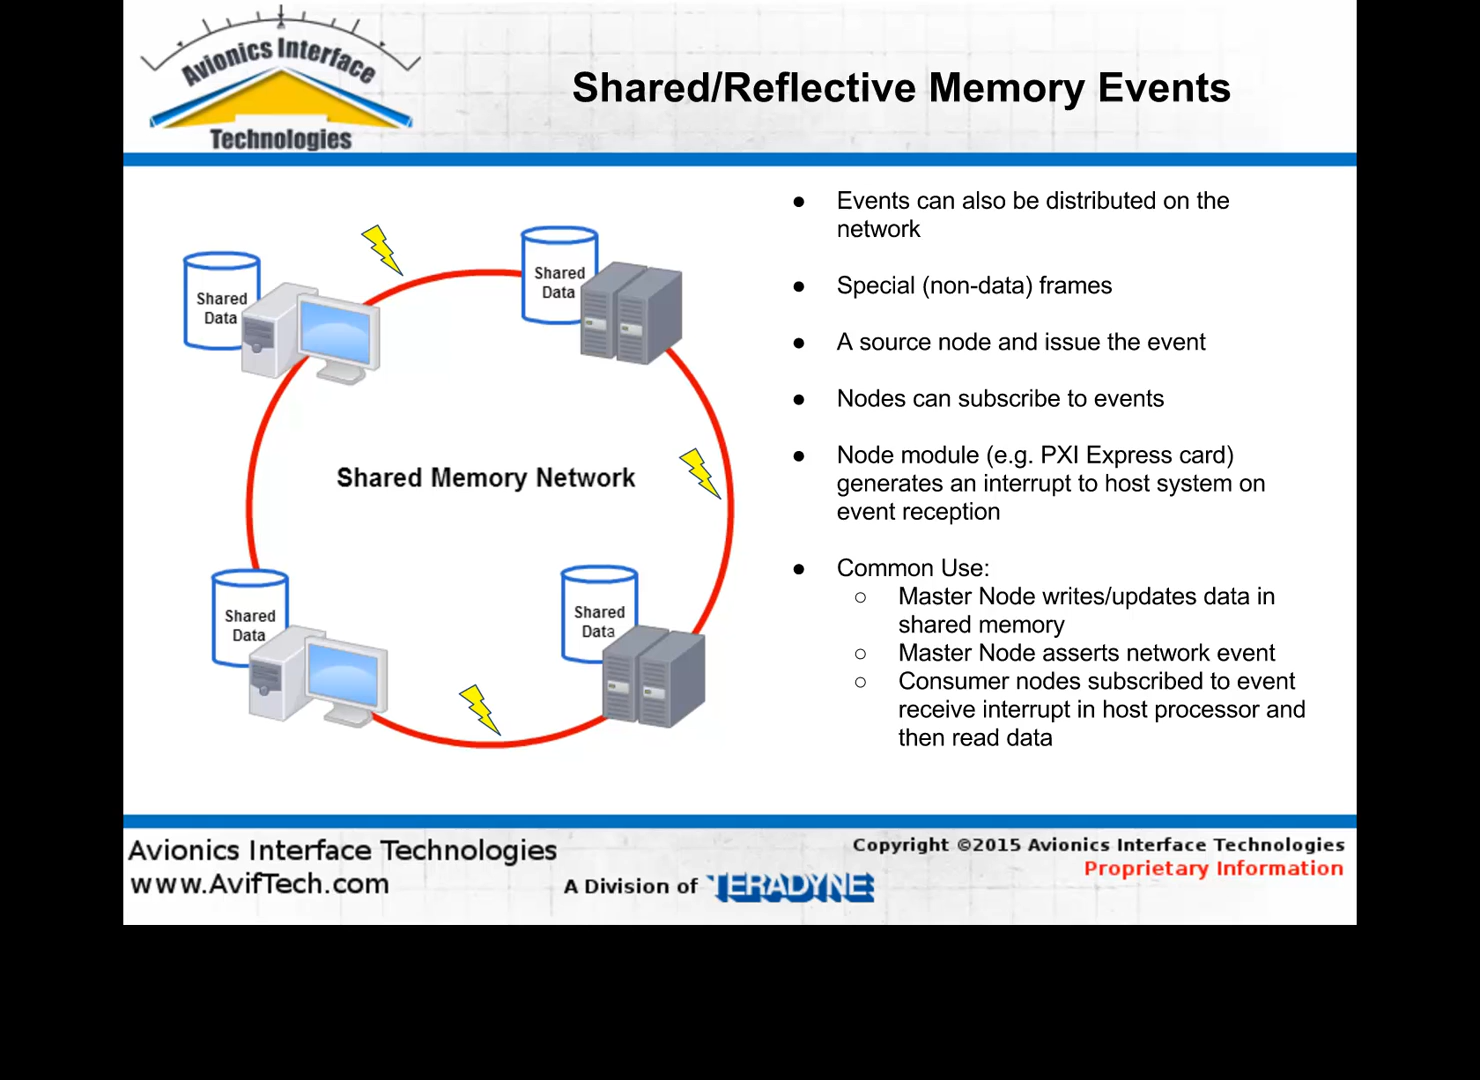 Avionics Interface
Technologies
Shared/Reflective Memory Events
Shared
Data
Shared
Data
Shared Memory Network
Shared
Data
Shared
Data
● Events can also be distributed on the
network
● Special (non-data) frames
● A source node and issue the event
● Nodes can subscribe to events
● Node module (e.g. PXI Express card)
generates an interrupt to host system on
event reception
● Common Use:
○ Master Node writes/updates data in
shared memory
○ Master Node asserts network event
○ Consumer nodes subscribed to event
receive interrupt in host processor and
then read data
Avionics Interface Technologies
www.AvifTech.com
A Division of TERADYNE
Copyright ©2015 Avionics Interface Technologies
Proprietary Information